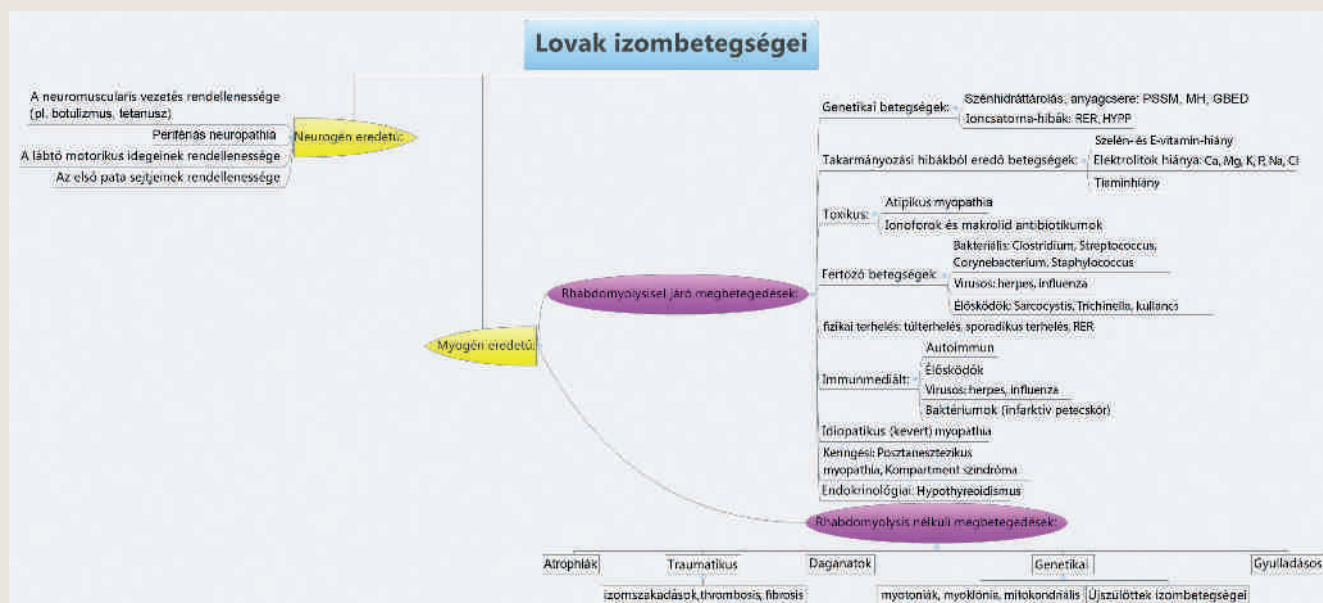 Lovak izombetegségei
A neuromuscularis vezetés rendellenessége
(pl. botulizmus, tetanusz)
Perifériás neuropathia
A lábtő motorikus idegeinek rendellenessége
Az első pata sejtjeinek rendellenessége
Neurogén eredetű:
Myogén eredetű:
Rhabdomyolysisel járó megbetegedések:
Genetikai betegségek:
Szénhidráttárolás, anyagcsere: PSSM, MH, GBED
Ioncsatorna-hibák: RER, HYPP
Takarmányozási hibákból eredő betegségek:
Szelén- és E-vitamin-hiány
Elektrolitok hiánya: Ca, Mg, K, P, Na, Cl
Tiaminhiány
Toxikus:
Atipikus myopathia
Ionoforok és makrolid antibiotikumok
Fertőző betegségek
Bakteriális: Clostridium, Streptococcus,
Corynebacterium, Staphylococcus
Vírusos: herpes, influenza
Élősködők: Sarcocystis, Trichinella, kullancs
fizikai terhelés: túlterhelés, sporadikus terhelés, RER
Immunmediált:
Autoimmun
Élősködők
Vírusos: herpes, influenza
Baktériumok (infarktív petecskór)
Idiopatikus (kevert) myopathia
Keringési: Posztanesztezikus
myopathia, Kompartment szindróma
Endokrinológiai: Hypothyreoidismus
Rhabdomyolysis nélküli megbetegedések:
Atrophiák
Traumatikus
Daganatok
Genetikai
Gyulladásos
izomszakadások, thrombosis, fibrosis
myotoniák, myoklónia, mitokondriális
Újszülöttek izombetegségei